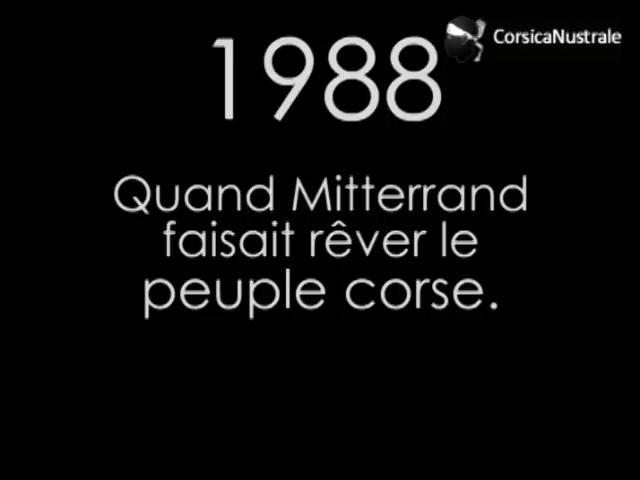 CorsicaNustrale
1988
Quand Mitterrand
faisait rêver le
peuple corse.